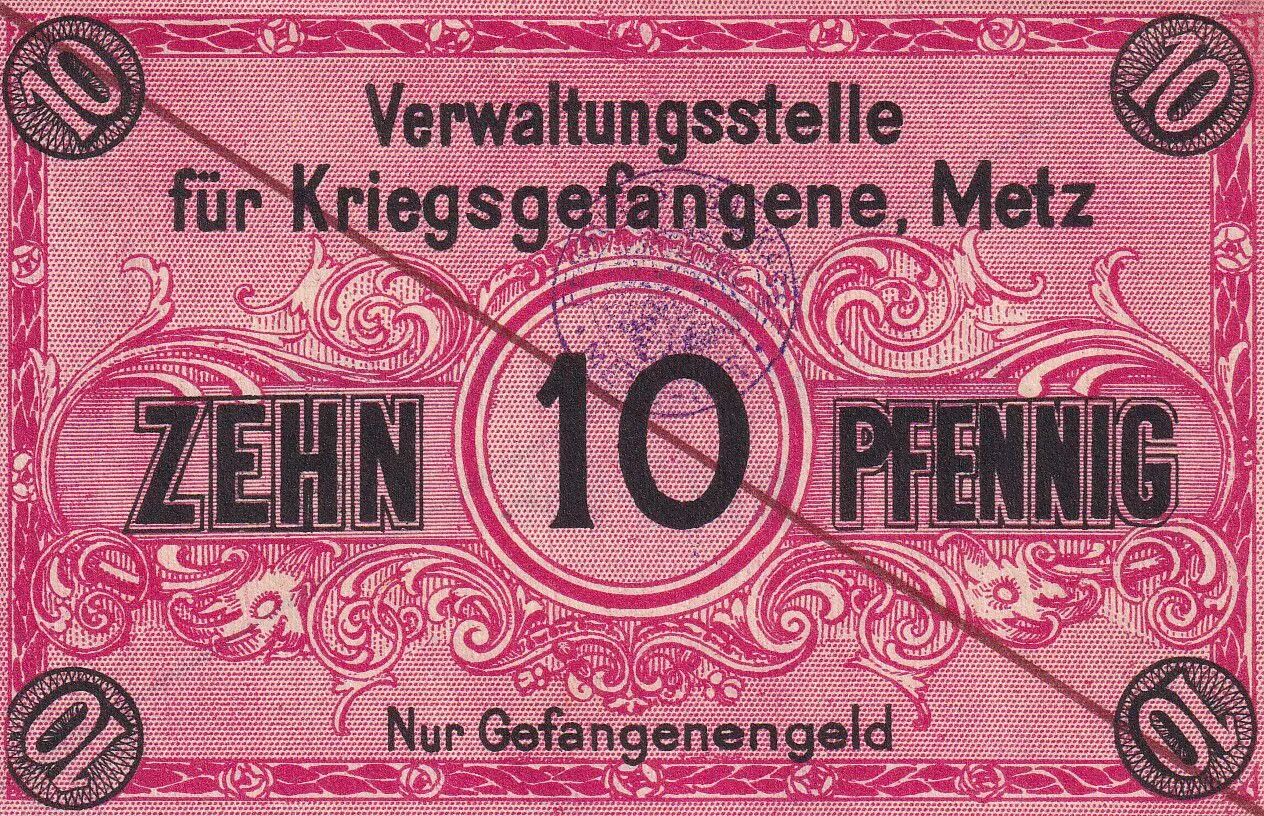 10 10
Verwaltungsstelle
für Kriegsgefangene, Metz
ZEHN 10 PFENNIG
Nur Gefangenengeld
10 10